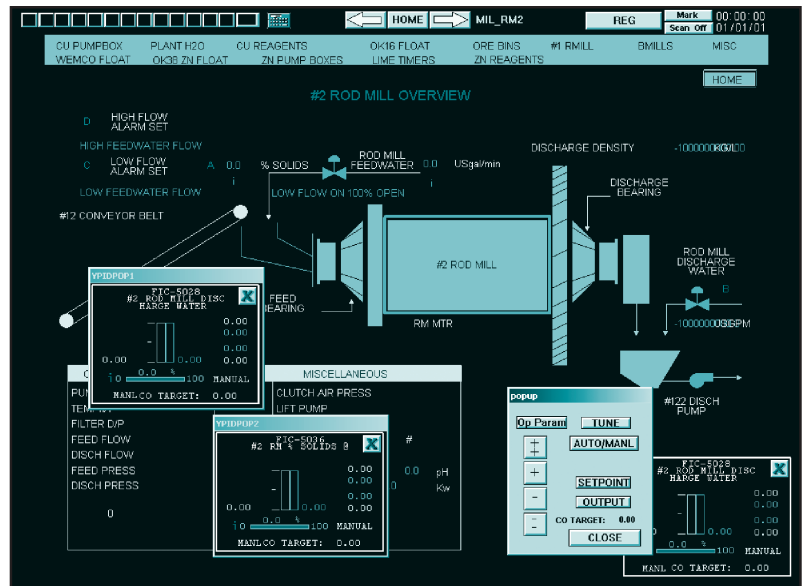 HOME MIL_RM2 REG Mark 00:00:00
Scan Off 01/01/01
CU PUMPBOX PLANT H2O CU REAGENTS OK16 FLOAT ORE BINS #1 RMILL BMILLS MISC
WEMCO FLOAT OK38 ZN FLOAT ZN PUMP BOXES LIME TIMERS ZN REAGENTS
HOME
#2 ROD MILL OVERVIEW
D HIGH FLOW
ALARM SET
HIGH FEEDWATER FLOW
C LOW FLOW
ALARM SET
A 0.0 % SOLIDS
i
LOW FEEDWATER FLOW
ROD MILL
FEEDWATER 0.0 USgal/min
i
LOW FLOW ON 100% OPEN
DISCHARGE DENSITY
DISCHARGE
BEARING
#12 CONVEYOR BELT
#2 ROD MILL
ROD MILL
DISCHARGE
WATER
B
FEED
BEARING
RM MTR
#122 DISCH
PUMP
YPIDPOP1
FIC-5028
#2 ROD MILL DISC
HARGE WATER
X
0.00
0.00
0.00
0.00 0.00 0.00
0.0 %
i 0 100 MANUAL
MANLCO TARGET: 0.00
MISCELLANEOUS
CLUTCH AIR PRESS
LIFT PUMP
FILTER D/P
FEED FLOW
DISCH FLOW
FEED PRESS
DISCH PRESS
0
#
0.0 pH
0 Kw
YPIDPOP2
FIC-5036
#2 RM % SOLIDS @
X
0.00
0.00
0.00
0.00 0.00 0.00
0.0 %
i 0 100 MANUAL
MANLCO TARGET: 0.00
popup
Op Param TUNE
AUTO/MANL
+
+
+
-
-
-
SETPOINT
OUTPUT
CO TARGET: 0.00
CLOSE
FIC-5028
#2 ROD MILL DISC
HARGE WATER
X
0.00
0.00
0.00
0.00 0.00
0.0 %
100 MANUAL
MANL CO TARGET: 0.00